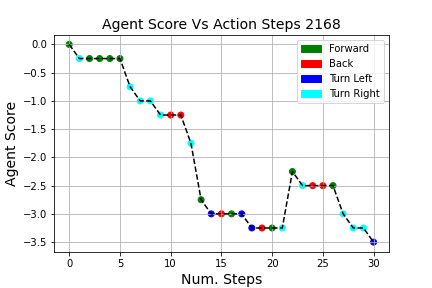 Agent Score Vs Action Steps 2168
0.0
−0.5
−1.0
−1.5
−2.0
−2.5
−3.0
−3.5
Agent Score
Forward
Back
Turn Left
Turn Right
0 5 10 15 20 25 30
Num. Steps